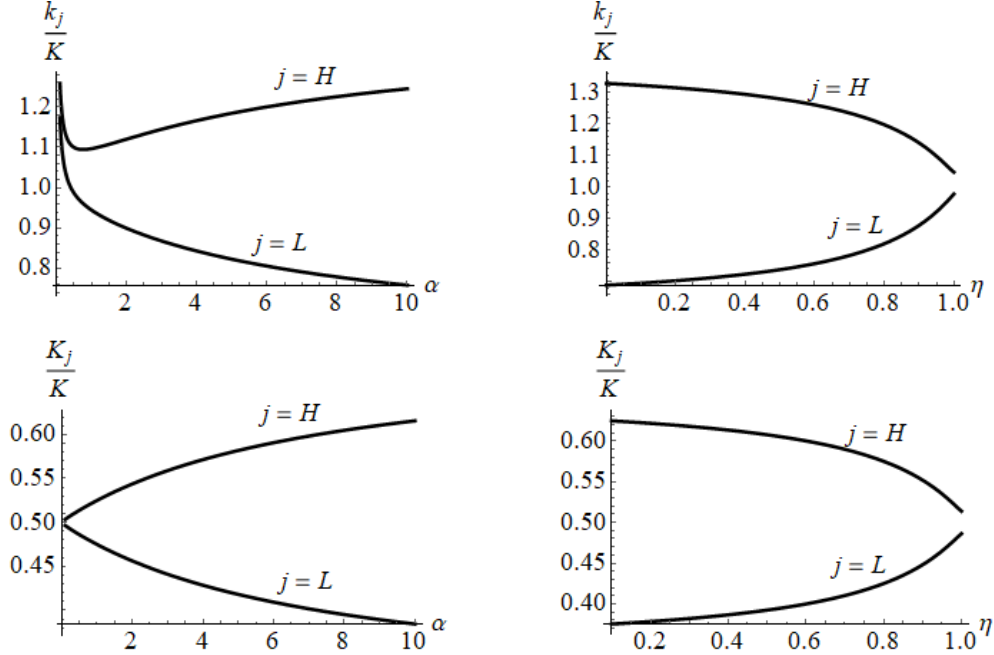 k_j/K
j = H
1.2
1.1
1.0
0.9
j = L
0.8
2 4 6 8 10 α
k_j/K
1.3
j = H
1.2
1.1
1.0
0.9
j = L
0.8
0.2 0.4 0.6 0.8 1.0 η
K_j/K
j = H
0.60
0.55
0.50
0.45
j = L
2 4 6 8 10 α
K_j/K
j = H
0.60
0.55
0.50
0.45
j = L
0.40
0.2 0.4 0.6 0.8 1.0 η